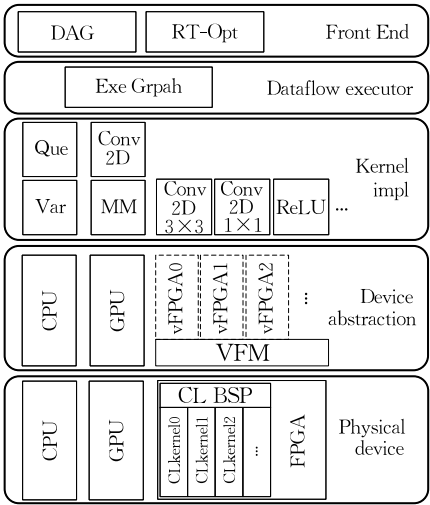 DAG
RT-Opt
Front End
Exe Grpah
Dataflow executor
Que
Conv
2D
Kernel
impl
Var
MM
Conv
2D
3×3
Conv
2D
1×1
ReLU
...
CPU
GPU
vFPGA0
vFPGA1
vFPGA2
...
VFM
Device
abstraction
CPU
GPU
CL BSP
CLkernel0
CLkernel1
CLkernel2
...
FPGA
Physical
device